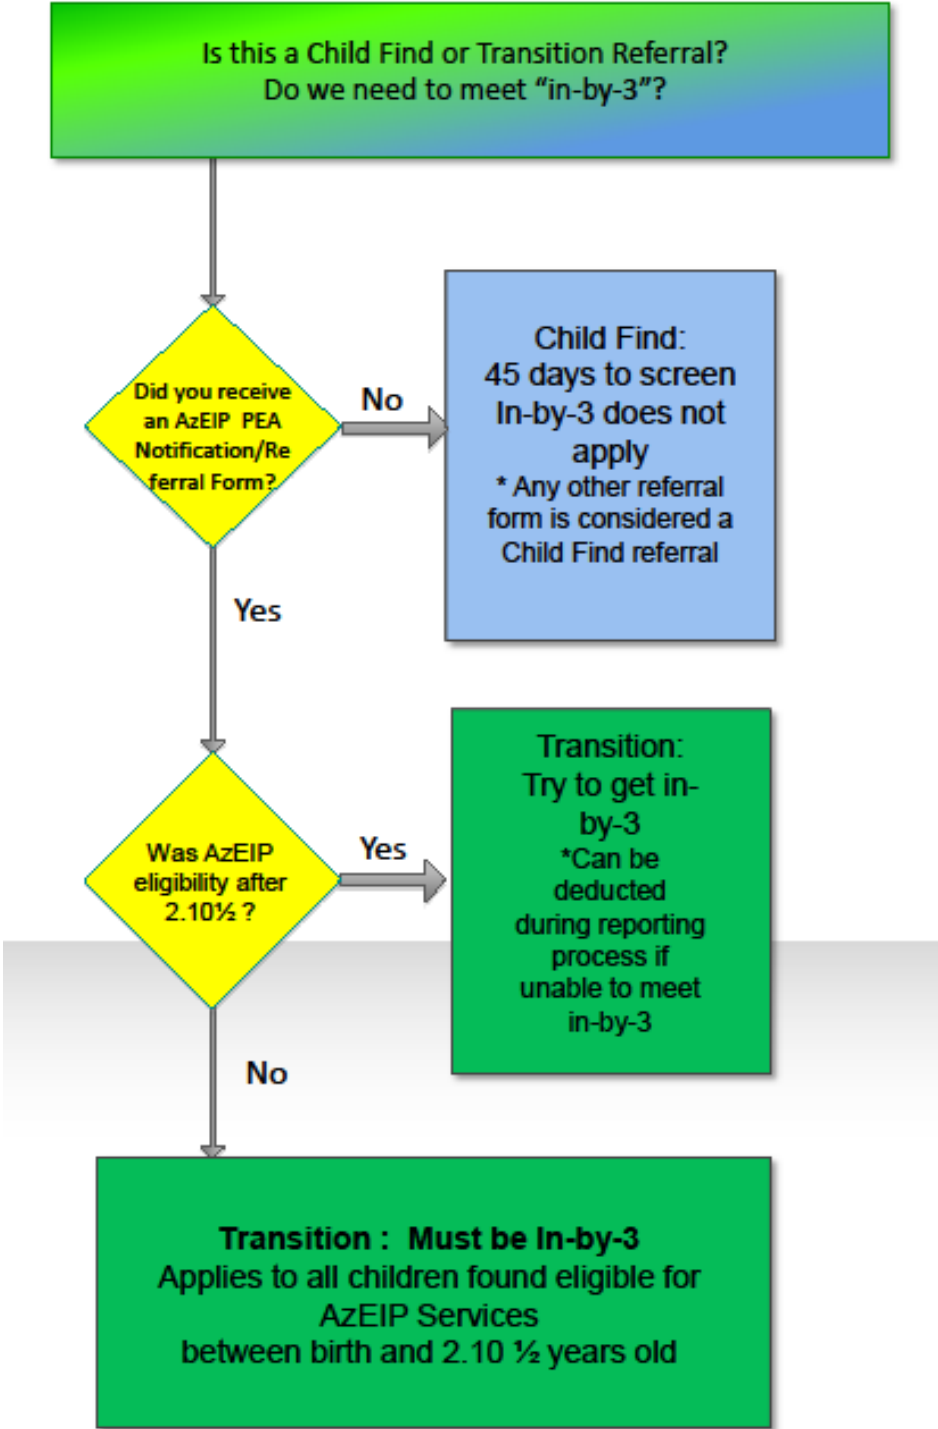 Is this a Child Find or Transition Referral?
Do we need to meet “in-by-3”?
Did you receive
an AzEIP PEA
Notification/Re
ferral Form?
No
Child Find:
45 days to screen
In-by-3 does not
apply
* Any other referral
form is considered a
Child Find referral
Yes
Was AzEIP
eligibility after
2.10½ ?
Yes
Transition:
Try to get in-
by-3
*Can be
deducted
during reporting
process if
unable to meet
in-by-3
No
Transition : Must be In-by-3
Applies to all children found eligible for
AzEIP Services
between birth and 2.10 ½ years old